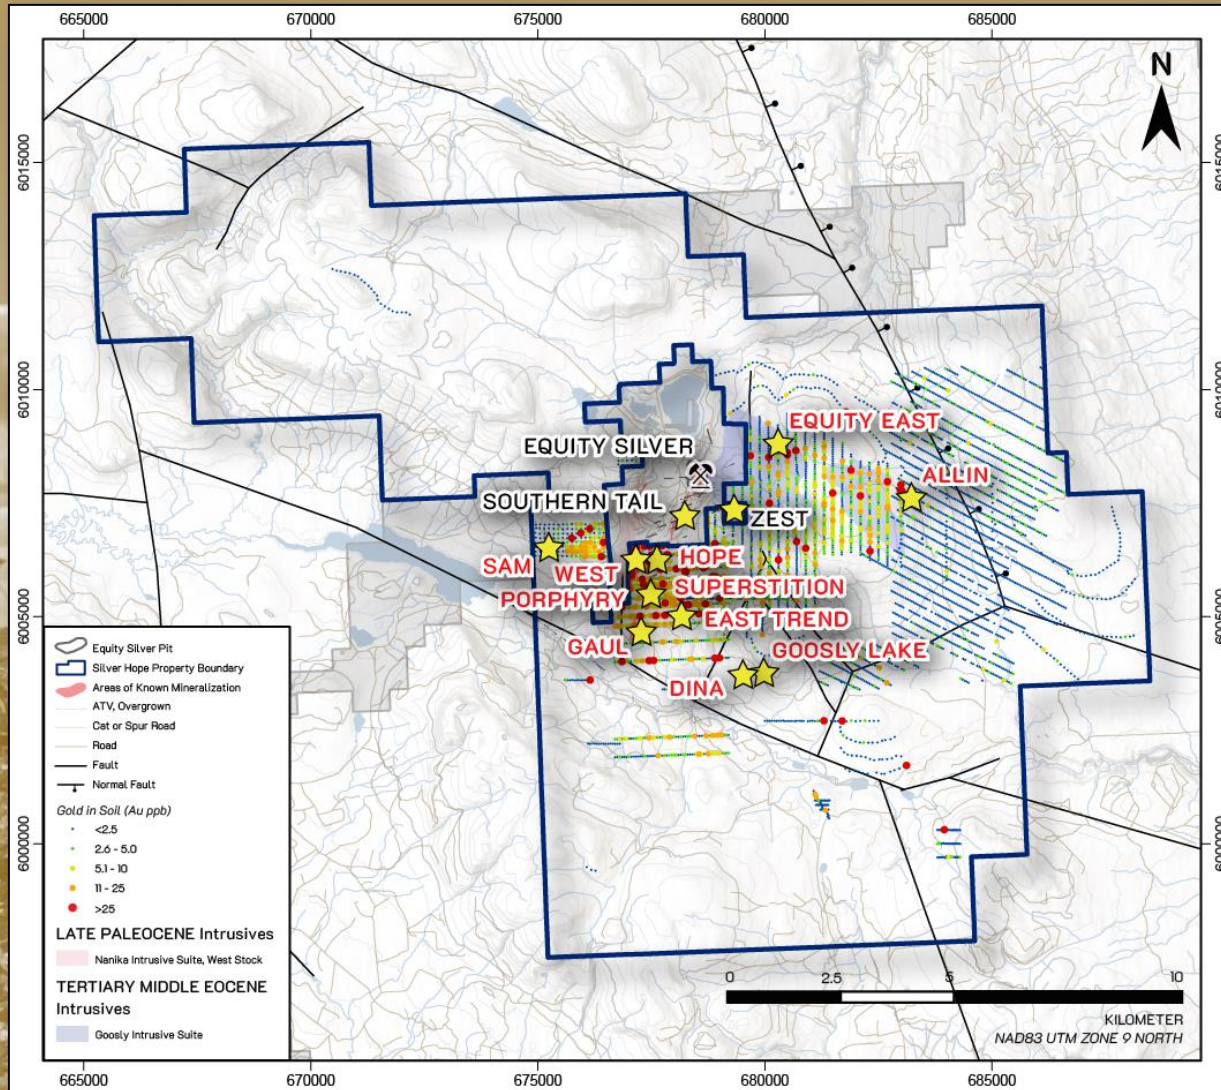 665000 670000 675000 680000 685000
N
6015000 6015000
6010000 6010000
EQUITY EAST
EQUITY SILVER
ALLIN
SOUTHERN TAIL
ZEST
SAM WEST HOPE
PORPHYRY SUPERSTITION
6005000 6005000
EAST TREND
GAUL GOOSLY LAKE
DINA
6000000 6000000
Equity Silver Pit
Silver Hope Property Boundary
Areas of Known Mineralization
ATV, Overgrown
Cat or Spur Road
Road
Fault
Normal Fault
Gold in Soil (Au ppb)
<2.5
2.6 - 5.0
5.1 - 10
11 - 25
>25
LATE PALEOCENE Intrusives
Nanika Intrusive Suite, West Stock
TERTIARY MIDDLE EOCENE
Intrusives
Goosly Intrusive Suite
0 2.5 5 10
KILOMETER
NAD83 UTM ZONE 9 NORTH
665000 670000 675000 680000 685000